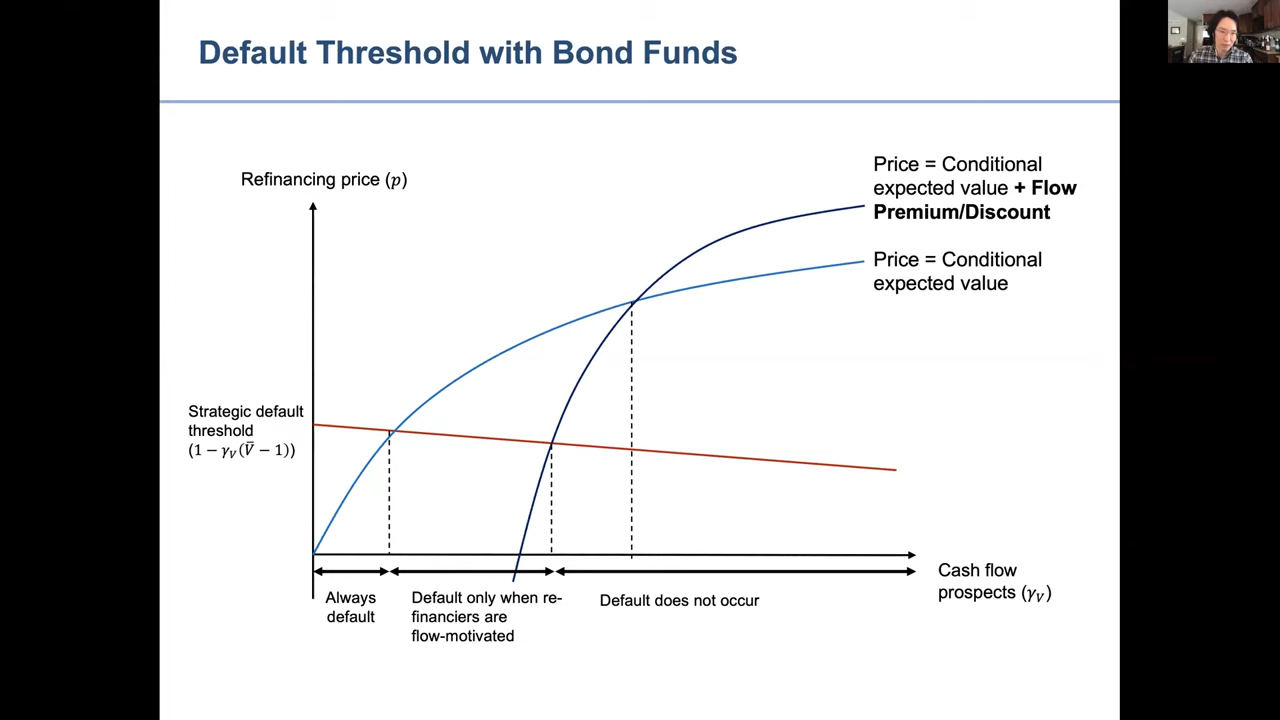 Default Threshold with Bond Funds
Refinancing price (𝑝)
Price = Conditional
expected value + Flow
Premium/Discount
Price = Conditional
expected value
Strategic default
threshold
(1 − 𝛾𝑉(V̄ − 1))
Always
default
Default only when re-
financiers are
flow-motivated
Default does not occur
Cash flow
prospects (𝛾𝑉)